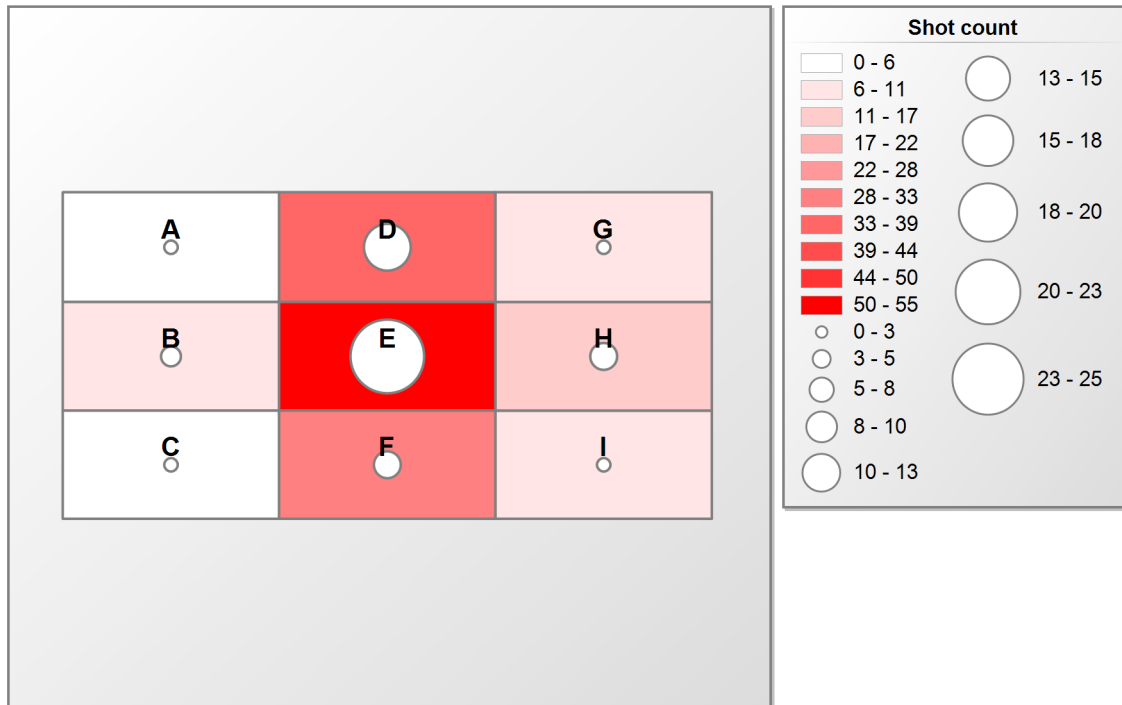 Shot count
A
D
G
B
E
H
C
F
I
0 - 6
6 - 11
11 - 17
17 - 22
22 - 28
28 - 33
33 - 39
39 - 44
44 - 50
50 - 55
0 - 3
3 - 5
5 - 8
8 - 10
10 - 13
13 - 15
15 - 18
18 - 20
20 - 23
23 - 25